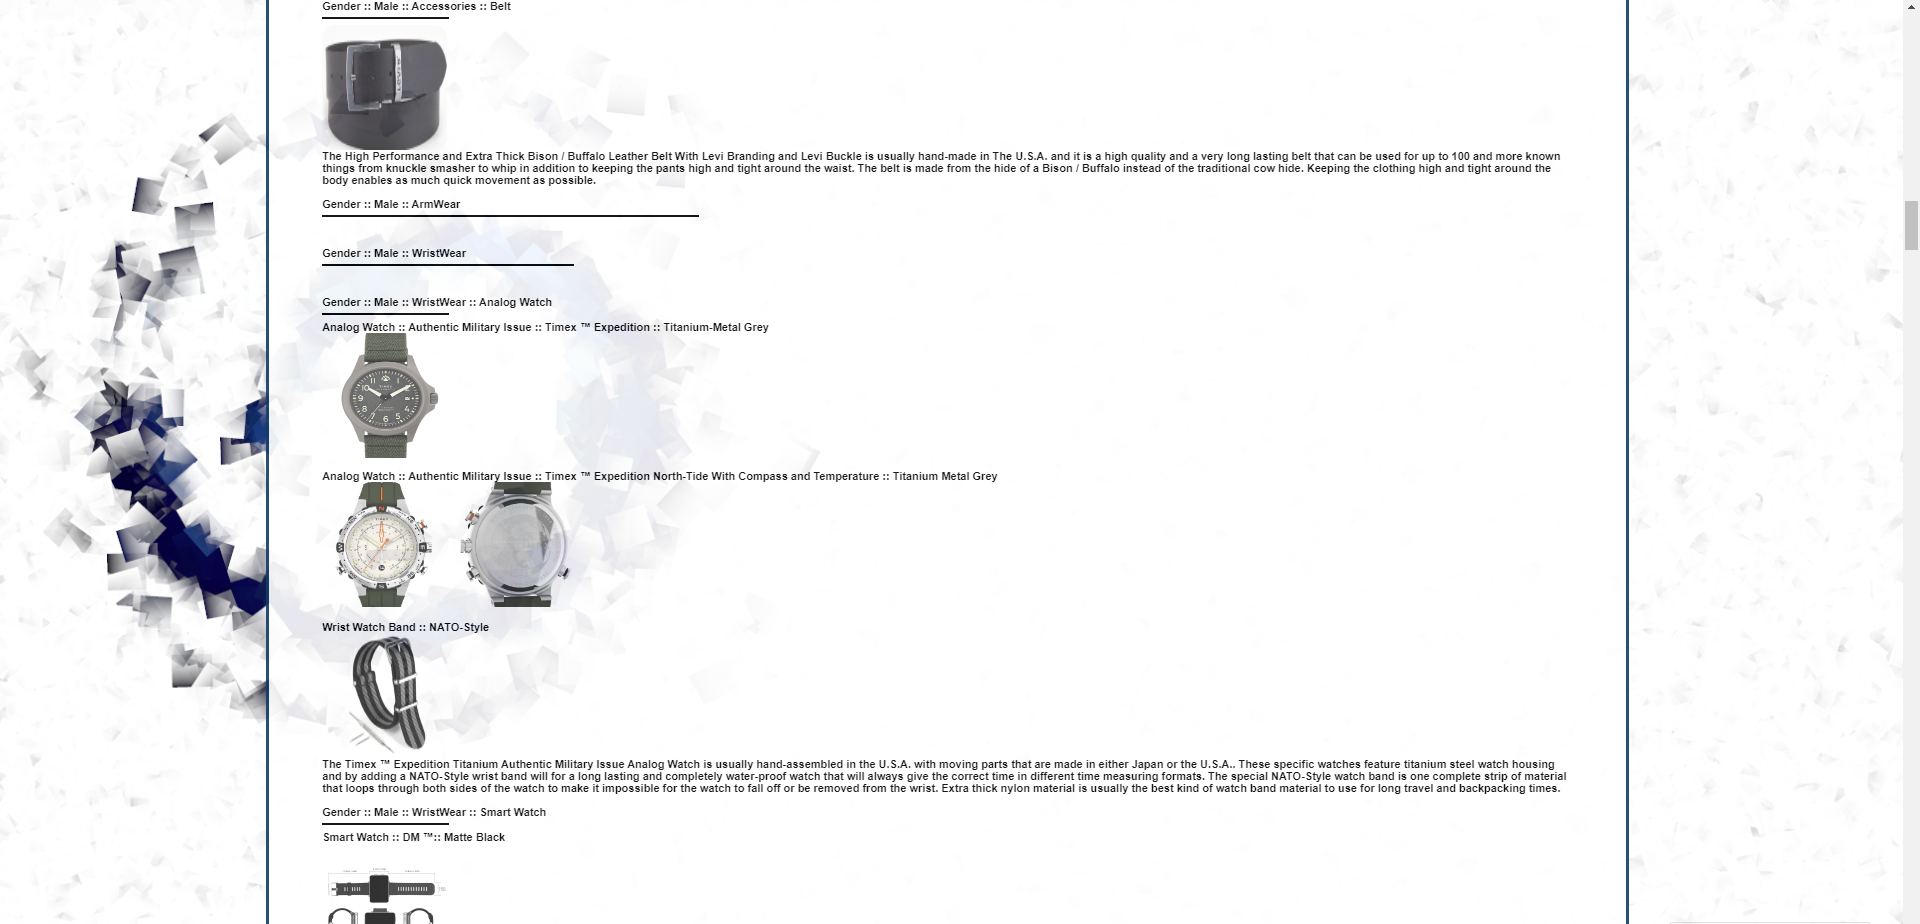 Gender :: Male :: Accessories :: Belt
LEVI'S
The High Performance and Extra Thick Bison / Buffalo Leather Belt With Levi Branding and Levi Buckle is usually hand-made in The U.S.A. and it is a high quality and a very long lasting belt that can be used for up to 100 and more known
things from knuckle smasher to whip in addition to keeping the pants high and tight around the waist. The belt is made from the hide of a Bison / Buffalo instead of the traditional cow hide. Keeping the clothing high and tight around the
body enables as much quick movement as possible.
Gender :: Male :: ArmWear
Gender :: Male :: WristWear
Gender :: Male :: WristWear :: Analog Watch
Analog Watch :: Authentic Military Issue :: Timex ™ Expedition :: Titanium-Metal Grey
Analog Watch :: Authentic Military Issue :: Timex ™ Expedition North-Tide With Compass and Temperature :: Titanium Metal Grey
Wrist Watch Band :: NATO-Style
The Timex ™ Expedition Titanium Authentic Military Issue Analog Watch is usually hand-assembled in the U.S.A. with moving parts that are made in either Japan or the U.S.A.. These specific watches feature titanium steel watch housing
and by adding a NATO-Style wrist band will for a long lasting and completely water-proof watch that will always give the correct time in different time measuring formats. The special NATO-Style watch band is one complete strip of material
that loops through both sides of the watch to make it impossible for the watch to fall off or be removed from the wrist. Extra thick nylon material is usually the best kind of watch band material to use for long travel and backpacking times.
Gender :: Male :: WristWear :: Smart Watch
Smart Watch :: DM ™:: Matte Black